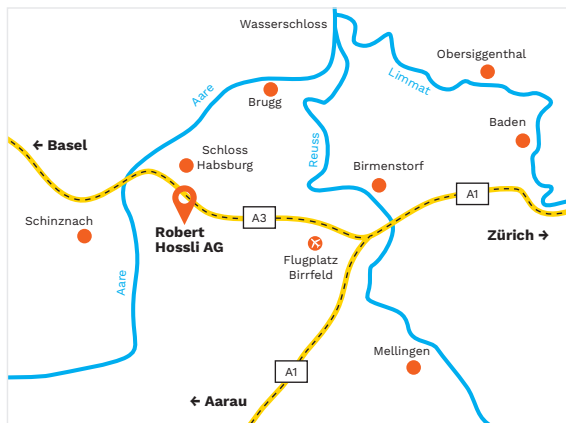 Wasserschloss
Obersiggenthal
Limmat
Aare
Brugg
Baden
← Basel
Schloss
Habsburg
Reuss
Birmenstorf
A1
Schinznach
A3
Robert
Hossli AG
Zürich →
Flugplatz
Birrfeld
Aare
Mellingen
A1
← Aarau